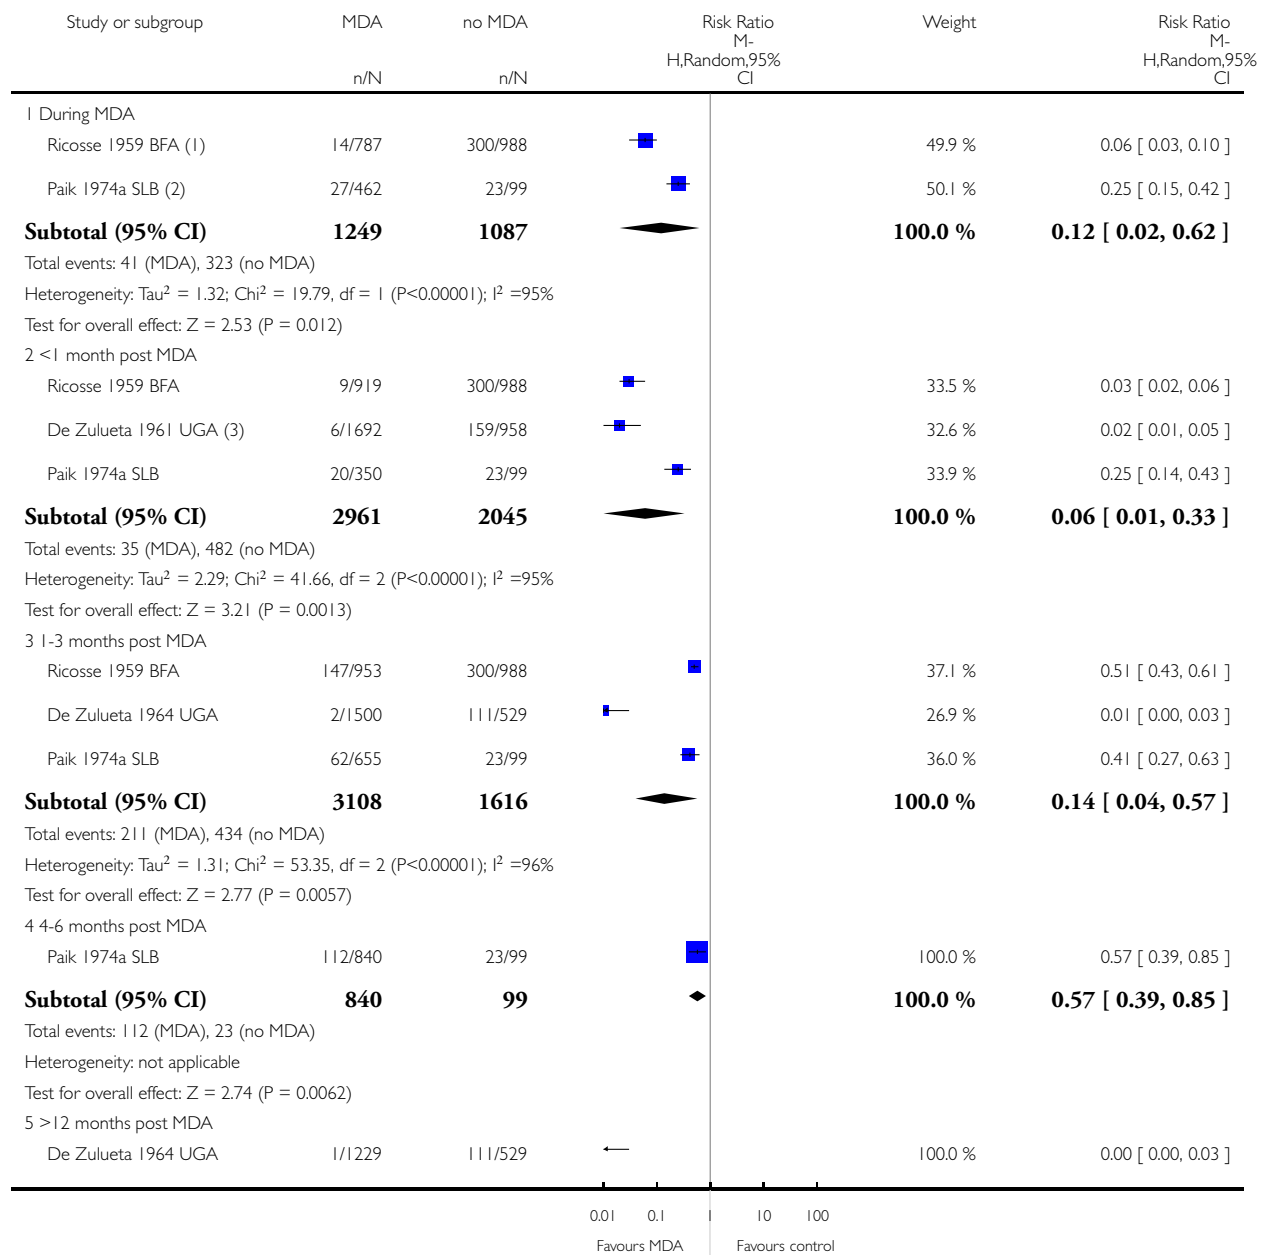 Study or subgroup MDA no MDA Risk Ratio Weight Risk Ratio
M-H,Random,95% CI M-H,Random,95% CI
n/N n/N
1 During MDA
Ricosse 1959 BFA (1) 14/787 300/988 49.9 % 0.06 [ 0.03, 0.10 ]
Paik 1974a SLB (2) 27/462 23/99 50.1 % 0.25 [ 0.15, 0.42 ]
Subtotal (95% CI) 1249 1087 100.0 % 0.12 [ 0.02, 0.62 ]
Total events: 41 (MDA), 323 (no MDA)
Heterogeneity: Tau² = 1.32; Chi² = 19.79, df = 1 (P<0.00001); I² =95%
Test for overall effect: Z = 2.53 (P = 0.012)
2 <1 month post MDA
Ricosse 1959 BFA 9/919 300/988 33.5 % 0.03 [ 0.02, 0.06 ]
De Zulueta 1961 UGA (3) 6/1692 159/958 32.6 % 0.02 [ 0.01, 0.05 ]
Paik 1974a SLB 20/350 23/99 33.9 % 0.25 [ 0.14, 0.43 ]
Subtotal (95% CI) 2961 2045 100.0 % 0.06 [ 0.01, 0.33 ]
Total events: 35 (MDA), 482 (no MDA)
Heterogeneity: Tau² = 2.29; Chi² = 41.66, df = 2 (P<0.00001); I² =95%
Test for overall effect: Z = 3.21 (P = 0.0013)
3 1-3 months post MDA
Ricosse 1959 BFA 147/953 300/988 37.1 % 0.51 [ 0.43, 0.61 ]
De Zulueta 1964 UGA 2/1500 111/529 26.9 % 0.01 [ 0.00, 0.03 ]
Paik 1974a SLB 62/655 23/99 36.0 % 0.41 [ 0.27, 0.63 ]
Subtotal (95% CI) 3108 1616 100.0 % 0.14 [ 0.04, 0.57 ]
Total events: 211 (MDA), 434 (no MDA)
Heterogeneity: Tau² = 1.31; Chi² = 53.35, df = 2 (P<0.00001); I² =96%
Test for overall effect: Z = 2.77 (P = 0.0057)
4 4-6 months post MDA
Paik 1974a SLB 112/840 23/99 100.0 % 0.57 [ 0.39, 0.85 ]
Subtotal (95% CI) 840 99 100.0 % 0.57 [ 0.39, 0.85 ]
Total events: 112 (MDA), 23 (no MDA)
Heterogeneity: not applicable
Test for overall effect: Z = 2.74 (P = 0.0062)
5 >12 months post MDA
De Zulueta 1964 UGA 1/1229 111/529 100.0 % 0.00 [ 0.00, 0.03 ]
0.01 0.1 1 10 100
Favours MDA Favours control